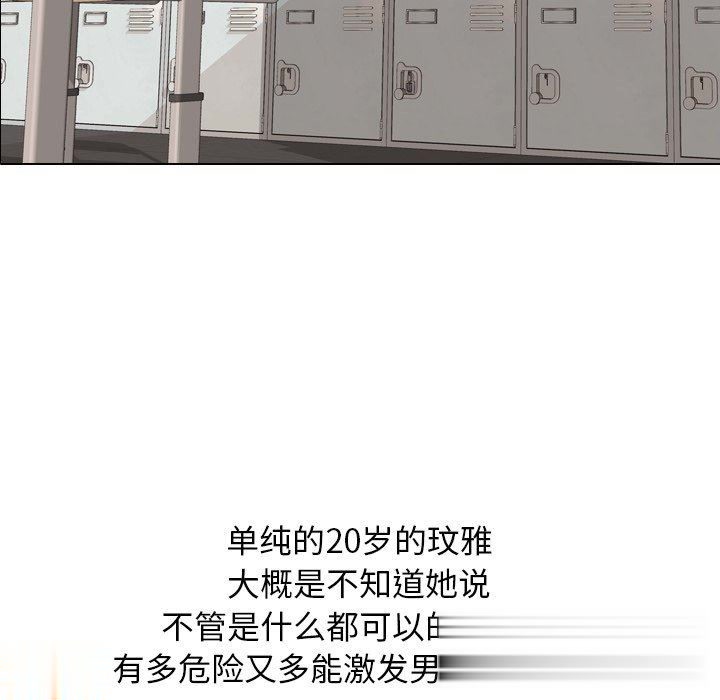 单纯的20岁的玟雅
大概是不知道她说
不管是什么都可以的
有多危险又多能激发男